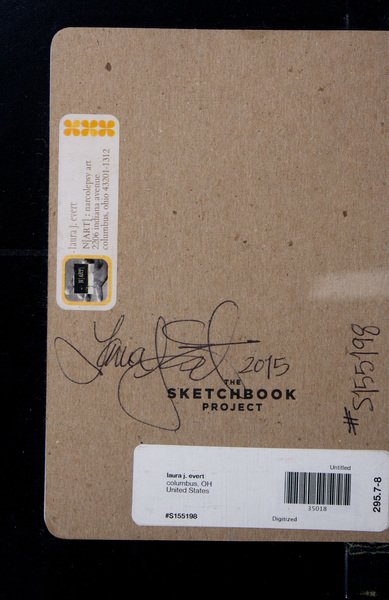 laura j. evert
N[ART] : narcolepsy art
2206 indiana avenue.
columbus, ohio 43201-1312
2015
THE
SKETCHBOOK
PROJECT
#S155198
laura j. evert
columbus, OH
United States
#S155198
Untitled
35018
Digitized
295.7-8